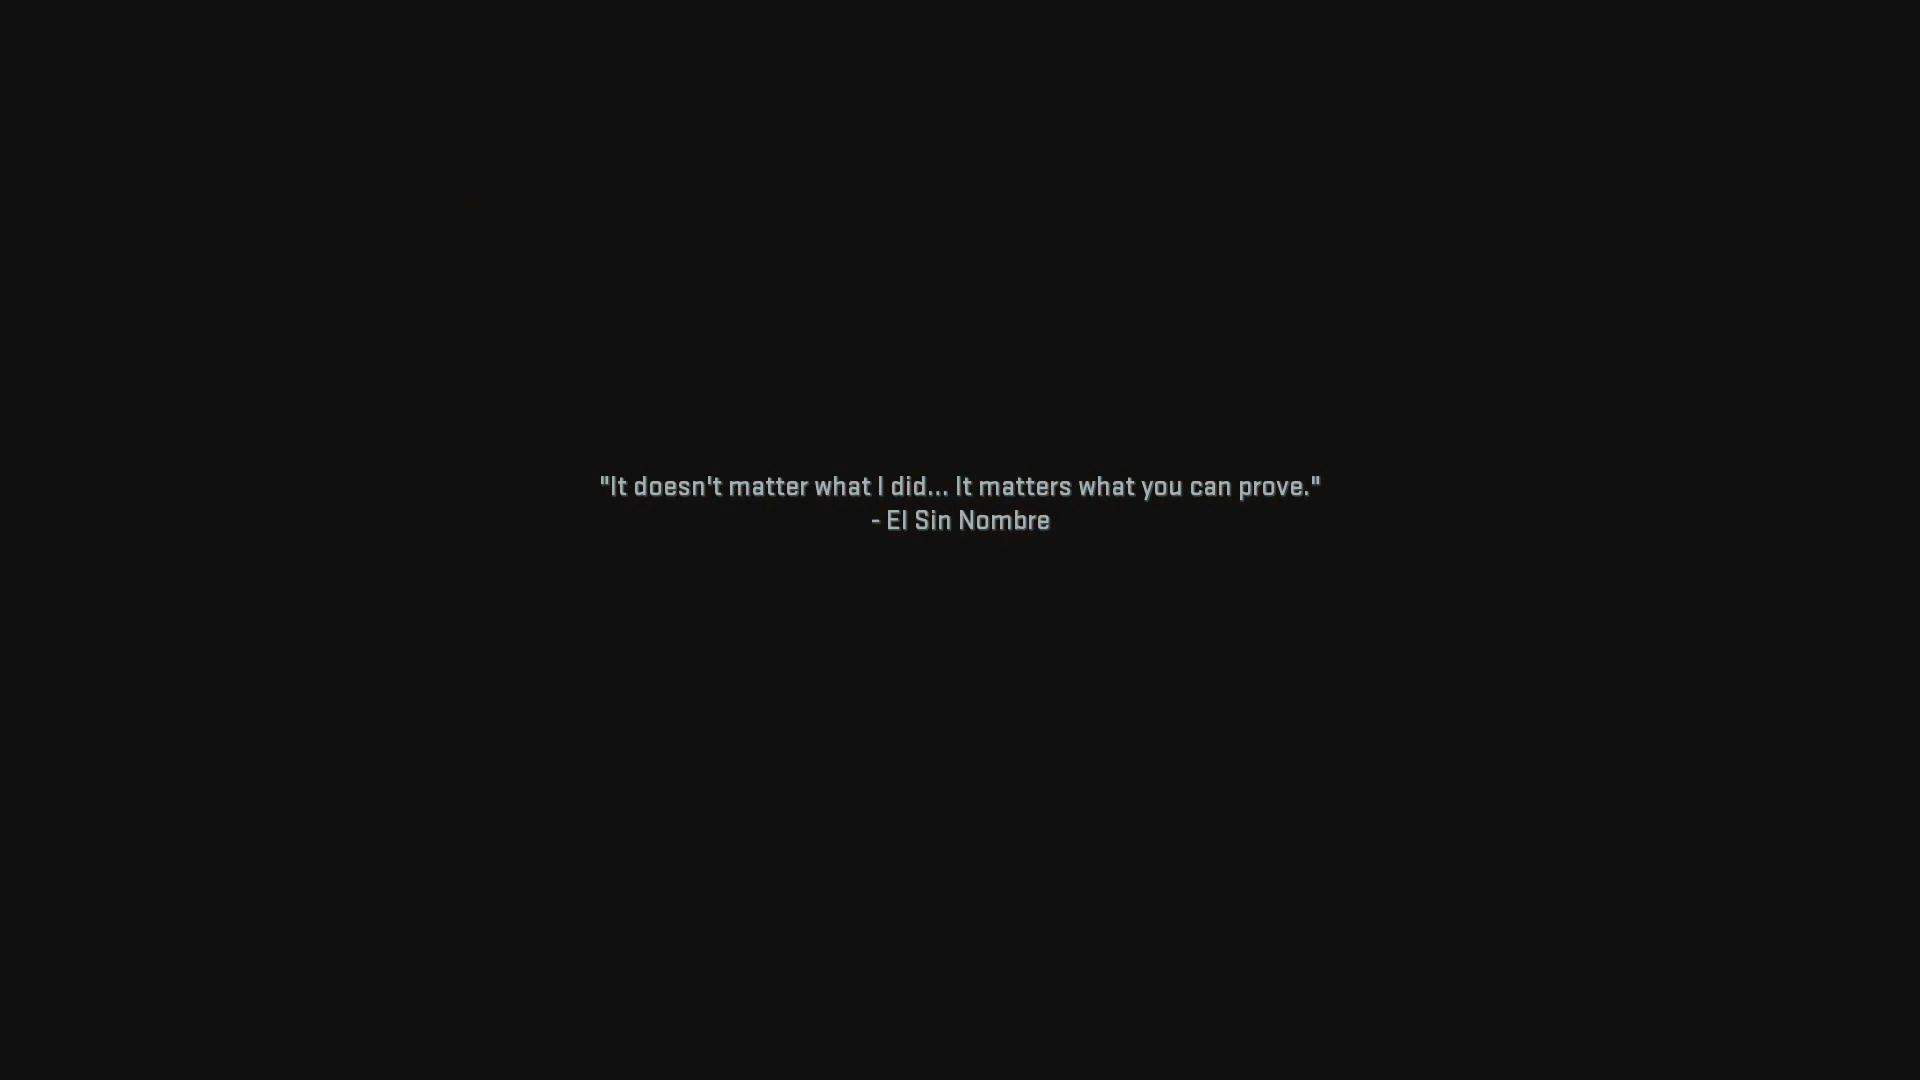 "It doesn't matter what I did... It matters what you can prove."
- El Sin Nombre